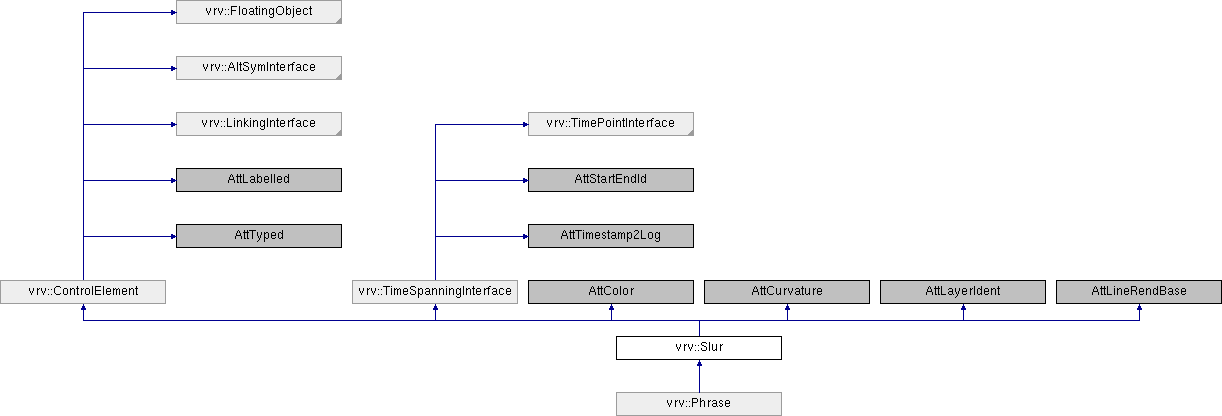 vrv::FloatingObject
vrv::AltSymInterface
vrv::LinkingInterface
vrv::TimePointInterface
AttLabelled
AttStartEndId
AttTyped
AttTimestamp2Log
vrv::ControlElement
vrv::TimeSpanningInterface
AttColor
AttCurvature
AttLayerIdent
AttLineRendBase
vrv::Slur
vrv::Phrase